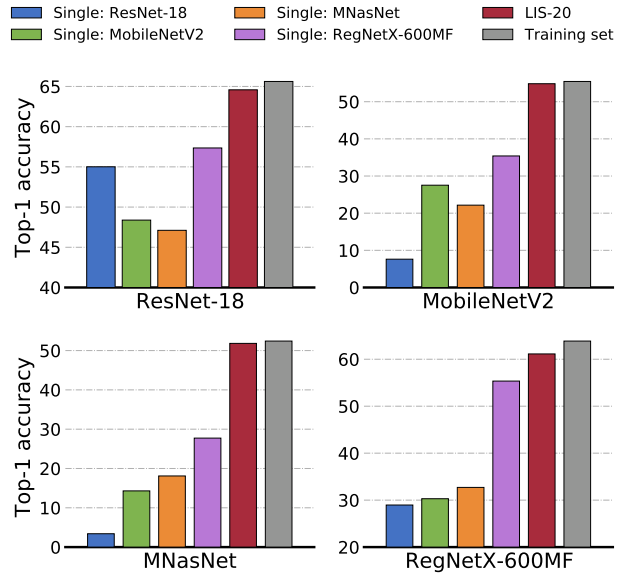 Single: ResNet-18 Single: MNasNet LIS-20
Single: MobileNetV2 Single: RegNetX-600MF Training set
Top-1 accuracy
65
60
55
50
45
40
ResNet-18
50
40
30
20
10
0
MobileNetV2
Top-1 accuracy
50
40
30
20
10
0
MNasNet
60
50
40
30
20
RegNetX-600MF